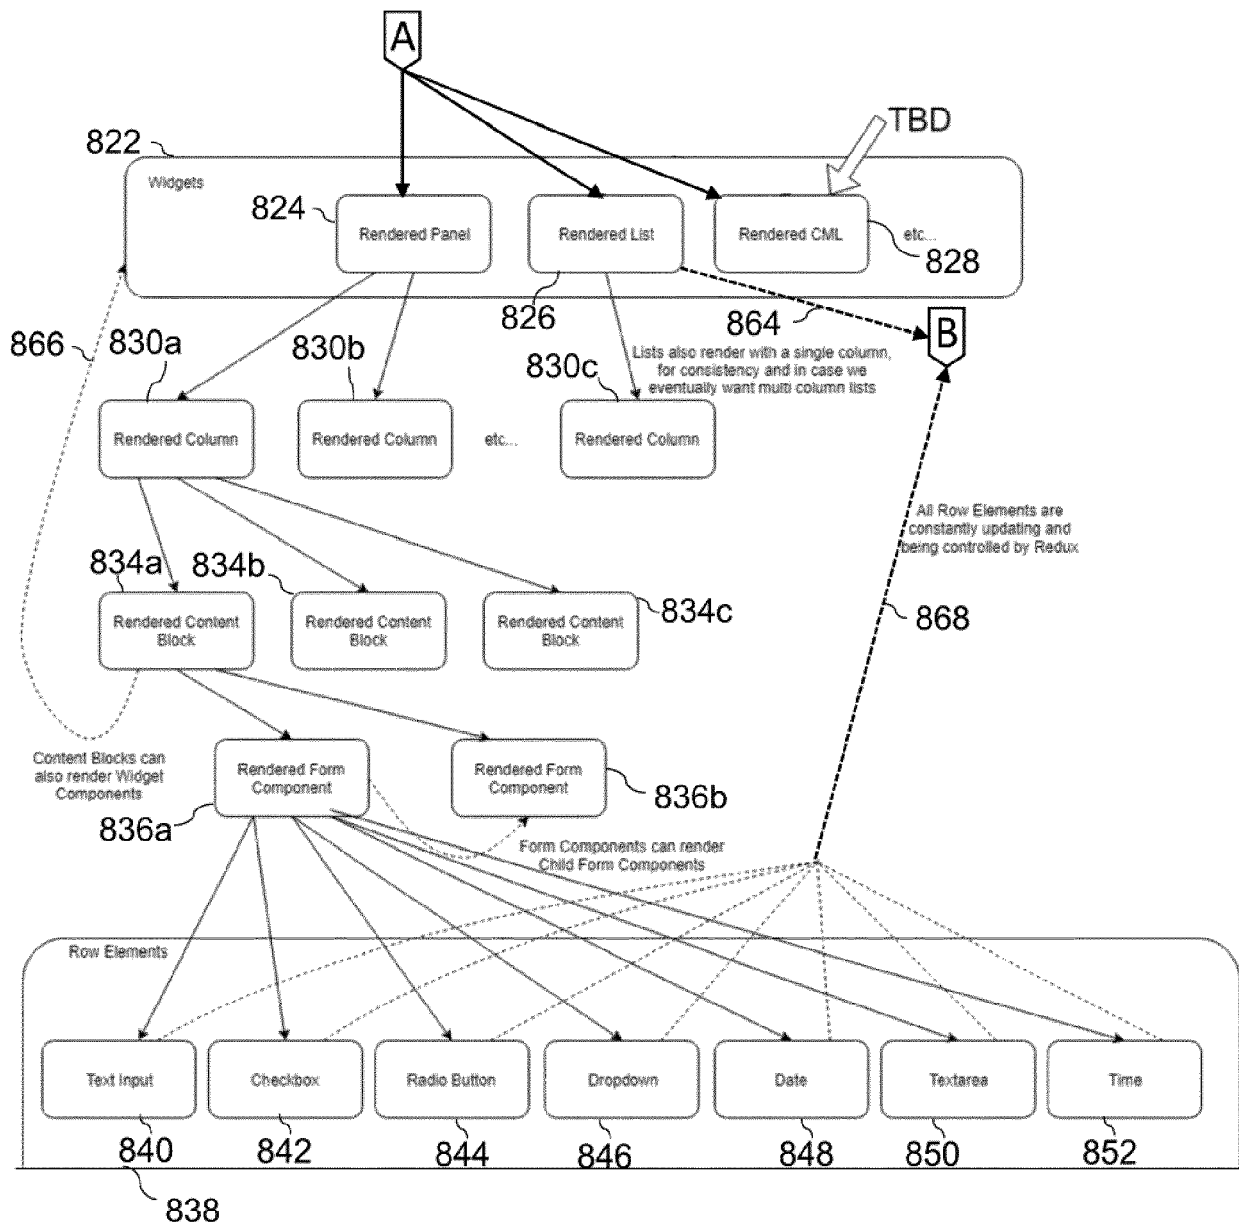 A
TBD
822
Widgets
824
Rendered Panel
Rendered List
Rendered CML
etc...
828
826
864
B
866
830a
830b
830c
Lists also render with a single column,
for consistency and in case we
eventually want multi column lists
Rendered Column
Rendered Column
etc...
Rendered Column
All Row Elements are
constantly updating and
being controlled by Redux
834a
834b
834c
868
Rendered Content
Block
Rendered Content
Block
Rendered Content
Block
Content Blocks can
also render Widget
Components
Rendered Form
Component
Rendered Form
Component
836a
836b
Form Components can render
Child Form Components
Row Elements
Text Input
Checkbox
Radio Button
Dropdown
Date
Textarea
Time
840
842
844
846
848
850
852
838